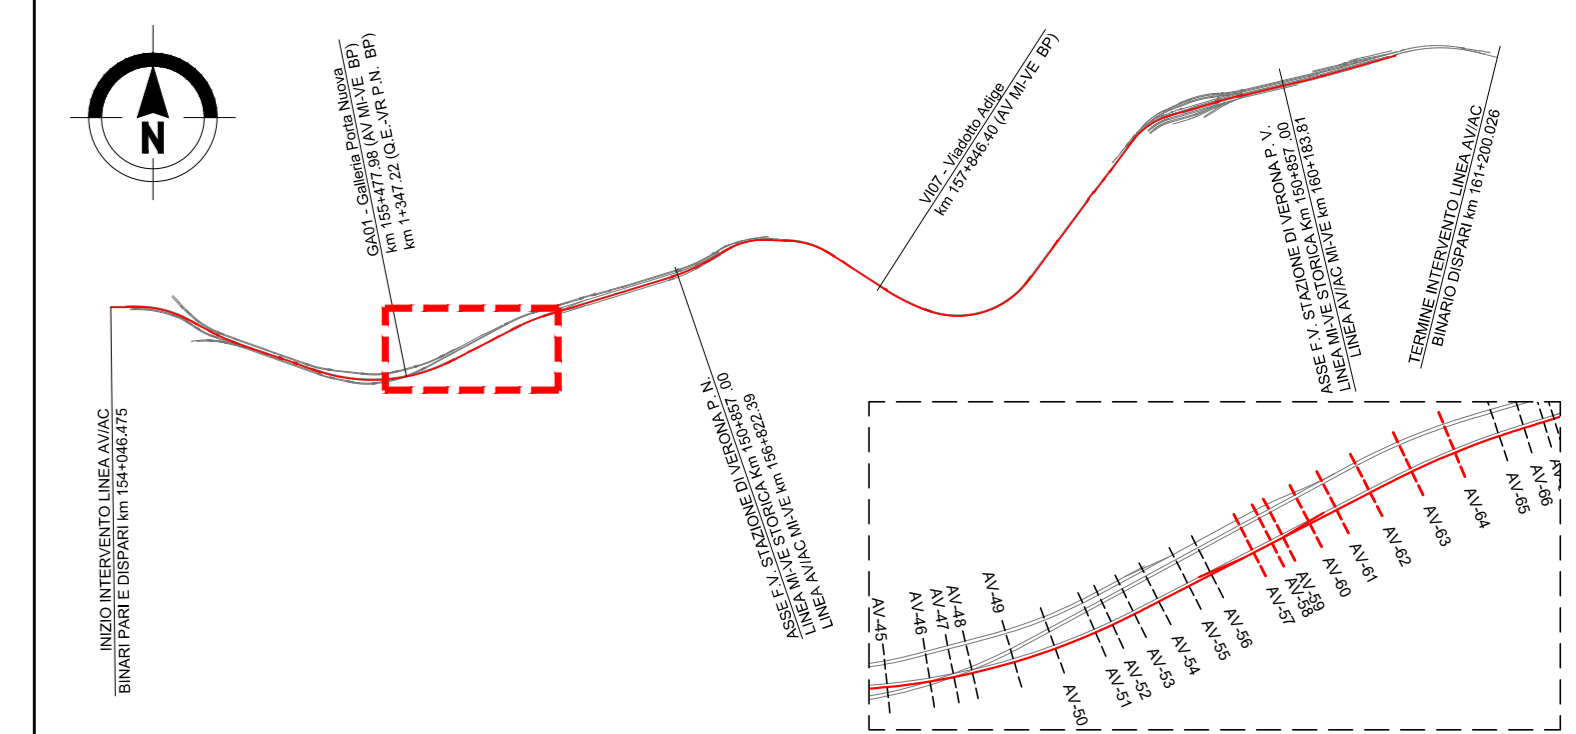 N
GA01 - Galleria Porta Nuova
km 155+477.98 (AV MI-VE BP)
km 1+347.22 (Q.E.-VR P.N. BP)
VI07 - Viadotto Adige
km 157+846.40 (AV MI-VE BP)
ASSE F.V. STAZIONE DI VERONA P. V.
LINEA MI-VE STORICA Km 150+857 .00
LINEA AV/AC MI-VE km 160+183.81
TERMINE INTERVENTO LINEA AV/AC
BINARIO DISPARI km 161+200.026
INIZIO INTERVENTO LINEA AV/AC
BINARI PARI E DISPARI km 154+046.475
ASSE F.V. STAZIONE DI VERONA P. N.
LINEA MI-VE STORICA Km 150+857 .00
LINEA AV/AC MI-VE km 156+822.39
AV-45
AV-46
AV-47
AV-48
AV-49
AV-50
AV-51
AV-52
AV-53
AV-54
AV-55
AV-56
AV-57
AV-58
AV-59
AV-60
AV-61
AV-62
AV-63
AV-64
AV-65
AV-66